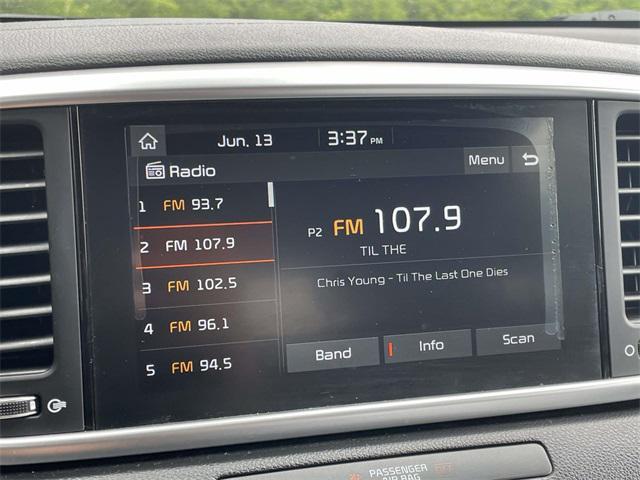 Jun. 13 3:37 PM
Radio Menu
1 FM 93.7
2 FM 107.9
3 FM 102.5
4 FM 96.1
5 FM 94.5
P2 FM 107.9
TIL THE
Chris Young - Til The Last One Dies
Band Info Scan
PASSENGER
AIR BAG